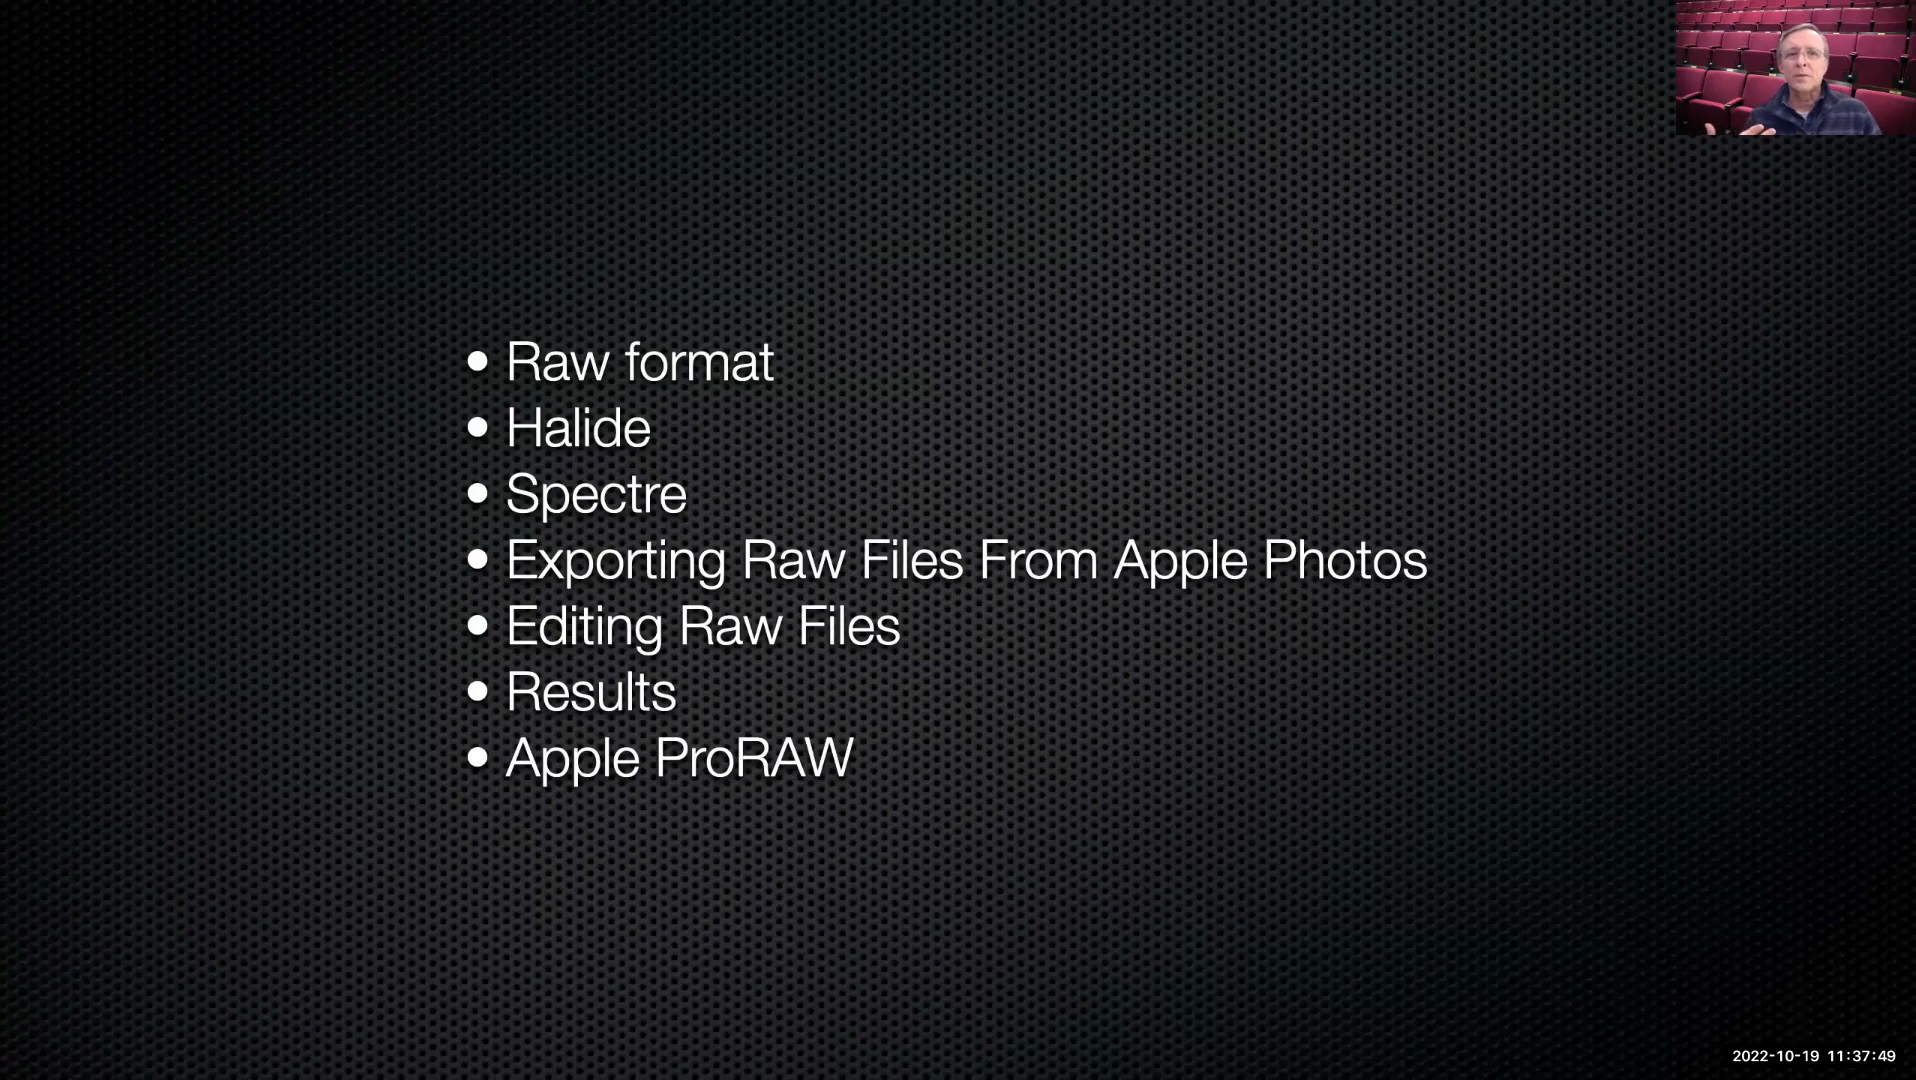 • Raw format
• Halide
• Spectre
• Exporting Raw Files From Apple Photos
• Editing Raw Files
• Results
• Apple ProRAW
2022-10-19 11:37:49